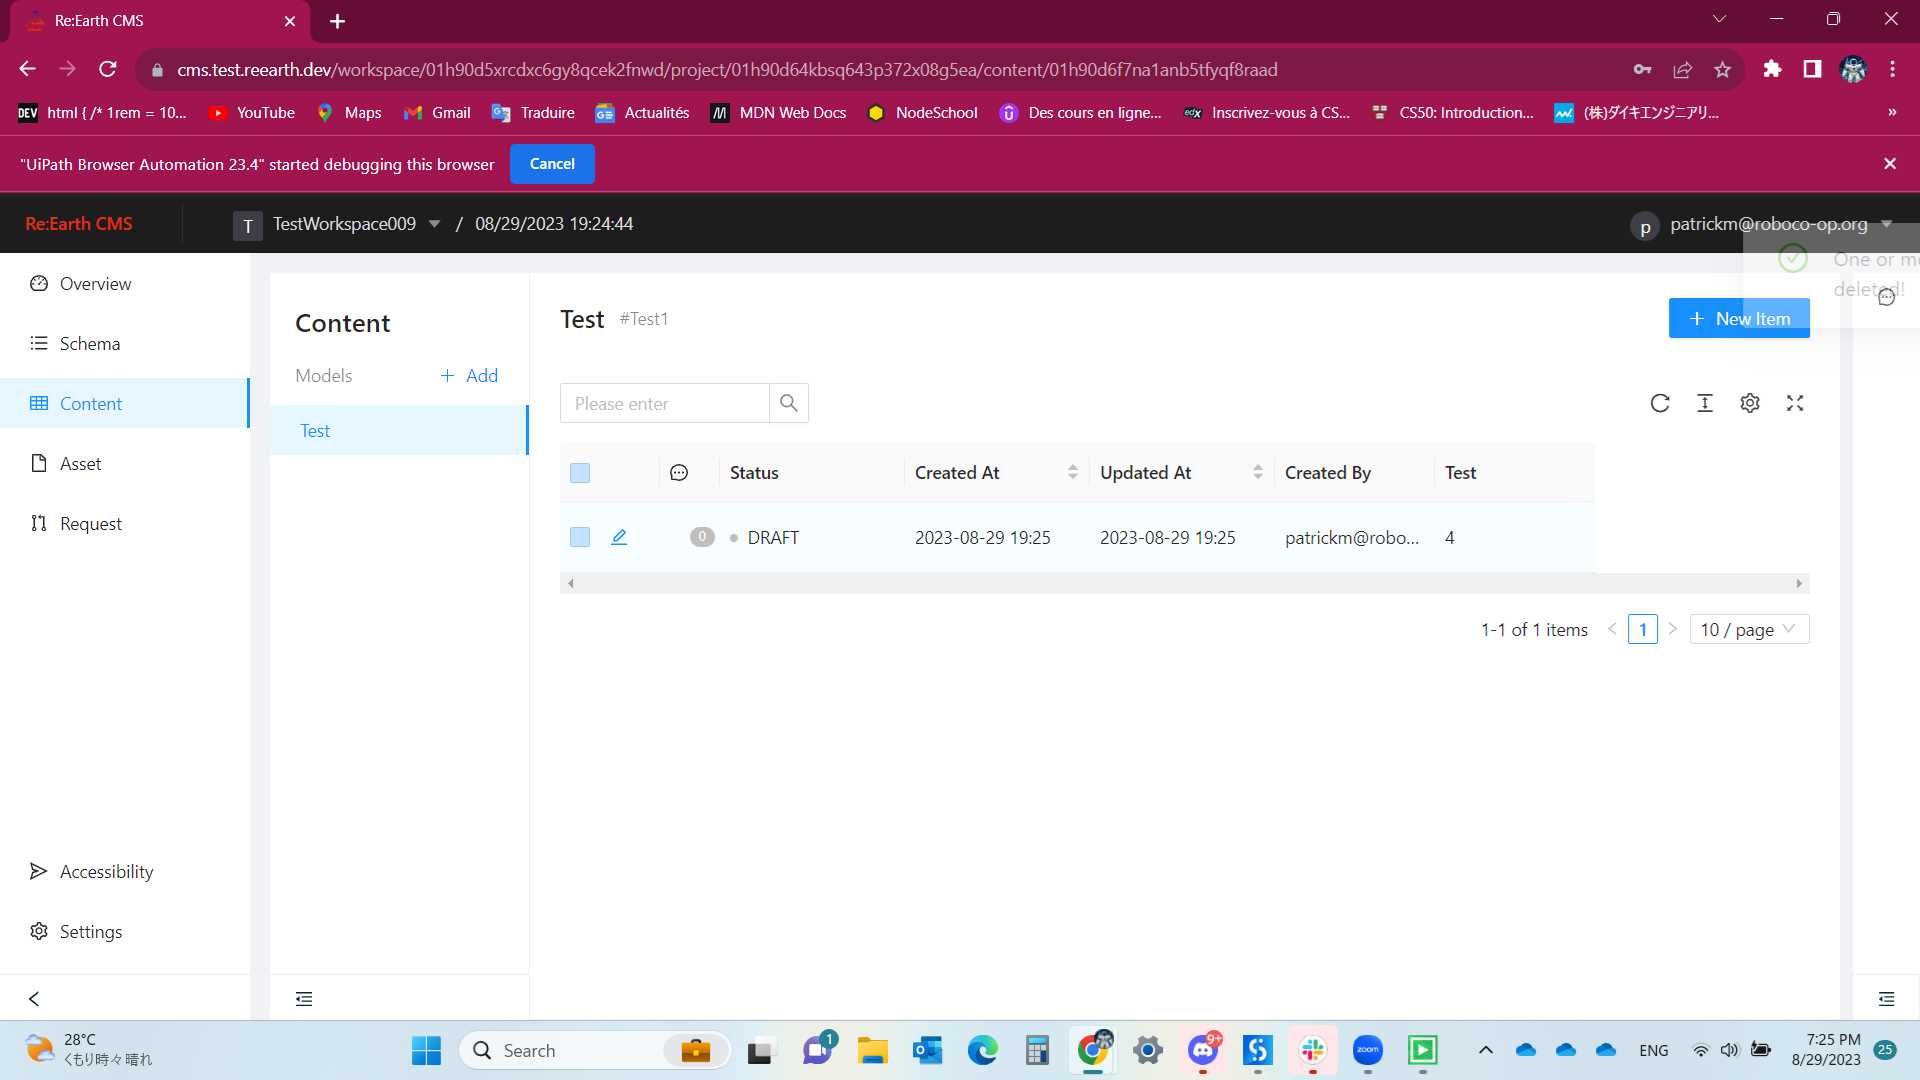 Re:Earth CMS
cms.test.reearth.dev/workspace/01h90d5xrcdxc6gy8qcek2fnwd/project/01h90d64kbsq643p372x08g5ea/content/01h90d6f7na1anb5tfyqf8raad
DEV html { /* 1rem = 10... YouTube Maps Gmail Traduire Actualités MDN Web Docs NodeSchool Des cours en ligne... edX Inscrivez-vous à CS... CS50: Introduction... (株)ダイキエンジニアリ... »
"UiPath Browser Automation 23.4" started debugging this browser Cancel
Re:Earth CMS T TestWorkspace009 / 08/29/2023 19:24:44 p patrickm@roboco-op.org
One or
deleted!
Overview
Schema
Content
Asset
Request
Accessibility
Settings
Content
Models + Add
Test
Test #Test1
+ New Item
Please enter
Status Created At Updated At Created By Test
0 DRAFT 2023-08-29 19:25 2023-08-29 19:25 patrickm@robo... 4
1-1 of 1 items < 1 > 10 / page
28°C
くもり時々晴れ
Search
1
9+
zoom
ENG
7:25 PM
8/29/2023
25